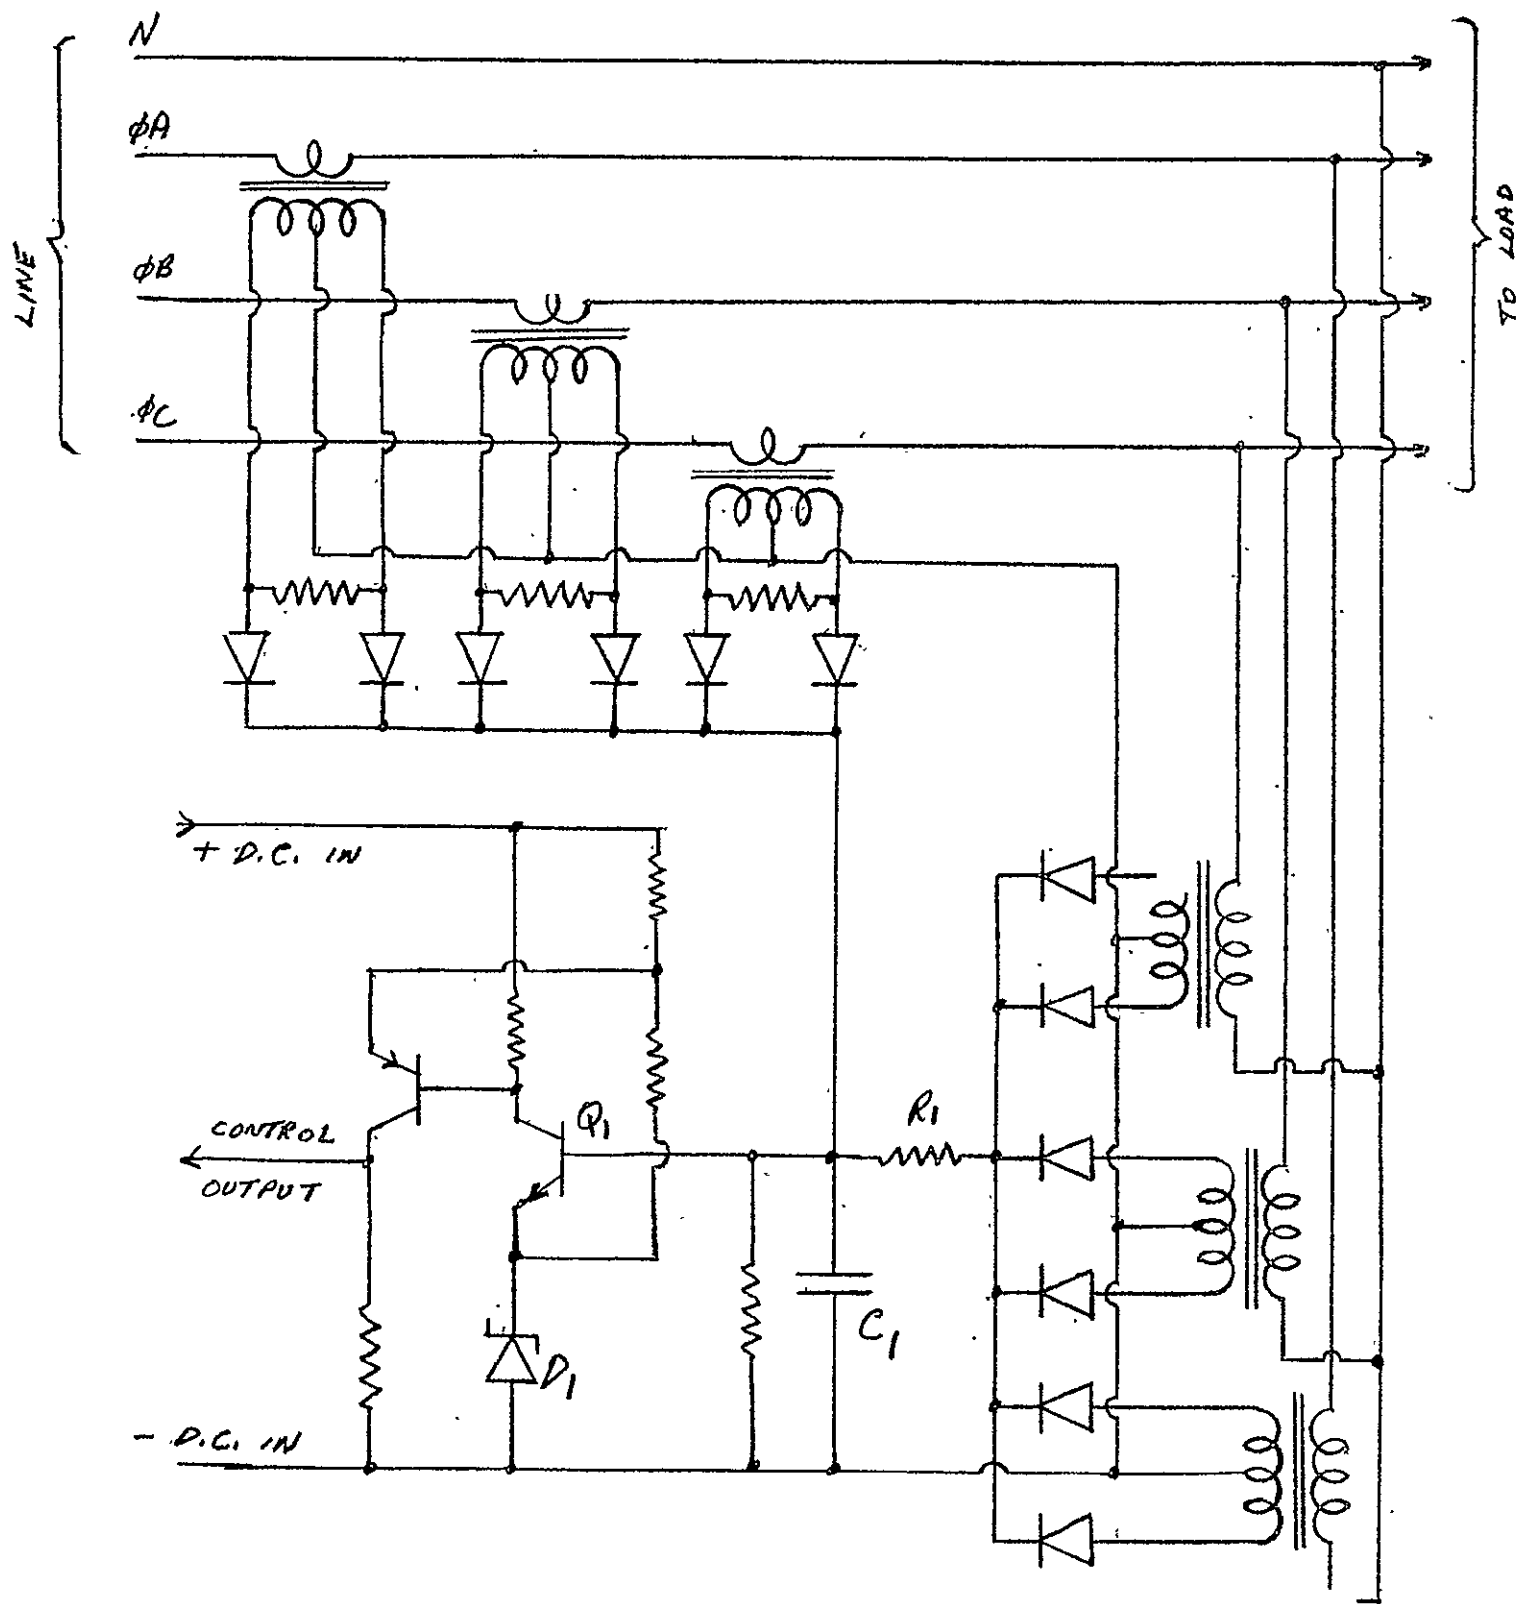 N
φA
LINE
φB
TO LOAD
φC
+ D.C. IN
R1
Q1
CONTROL
OUTPUT
C1
D1
- D.C. IN